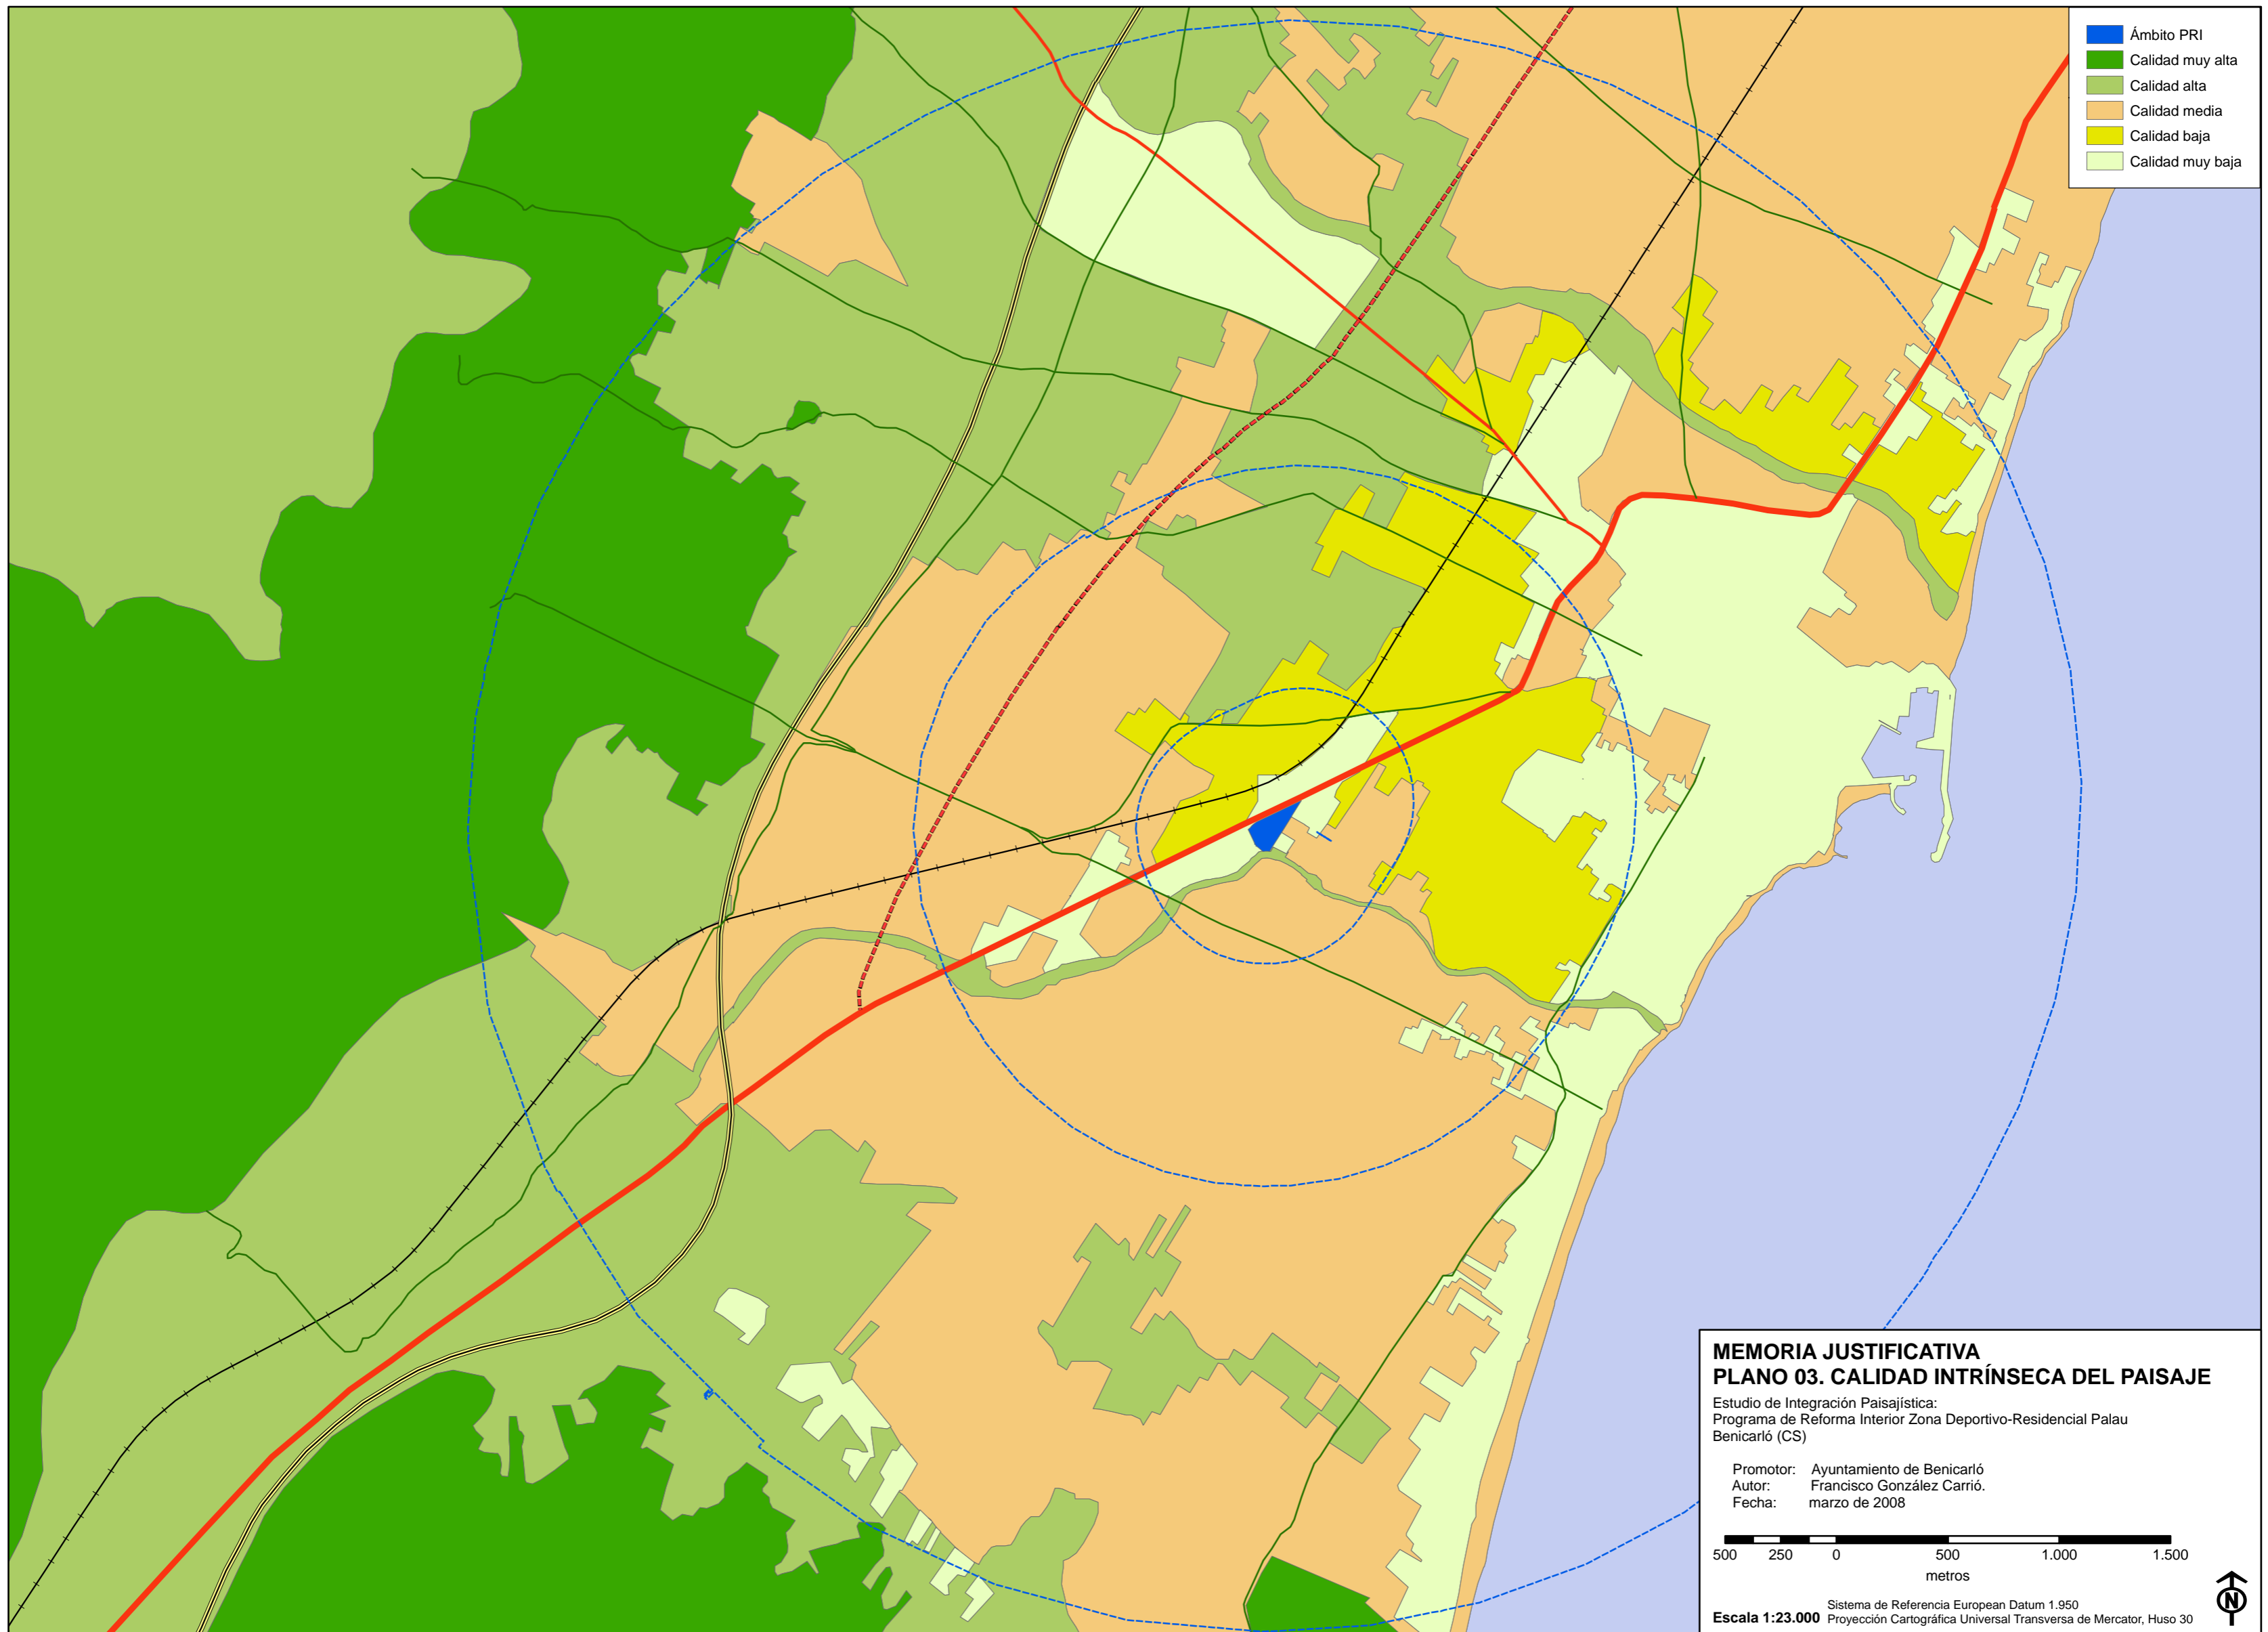 Ámbito PRI
Calidad muy alta
Calidad alta
Calidad media
Calidad baja
Calidad muy baja
MEMORIA JUSTIFICATIVA
PLANO 03. CALIDAD INTRÍNSECA DEL PAISAJE
Estudio de Integración Paisajística:
Programa de Reforma Interior Zona Deportivo-Residencial Palau
Benicarló (CS)
Promotor: Ayuntamiento de Benicarló
Autor: Francisco González Carrió.
Fecha: marzo de 2008
500 250 0 500 1.000 1.500
metros
Sistema de Referencia European Datum 1.950
Escala 1:23.000 Proyección Cartográfica Universal Transversa de Mercator, Huso 30
N